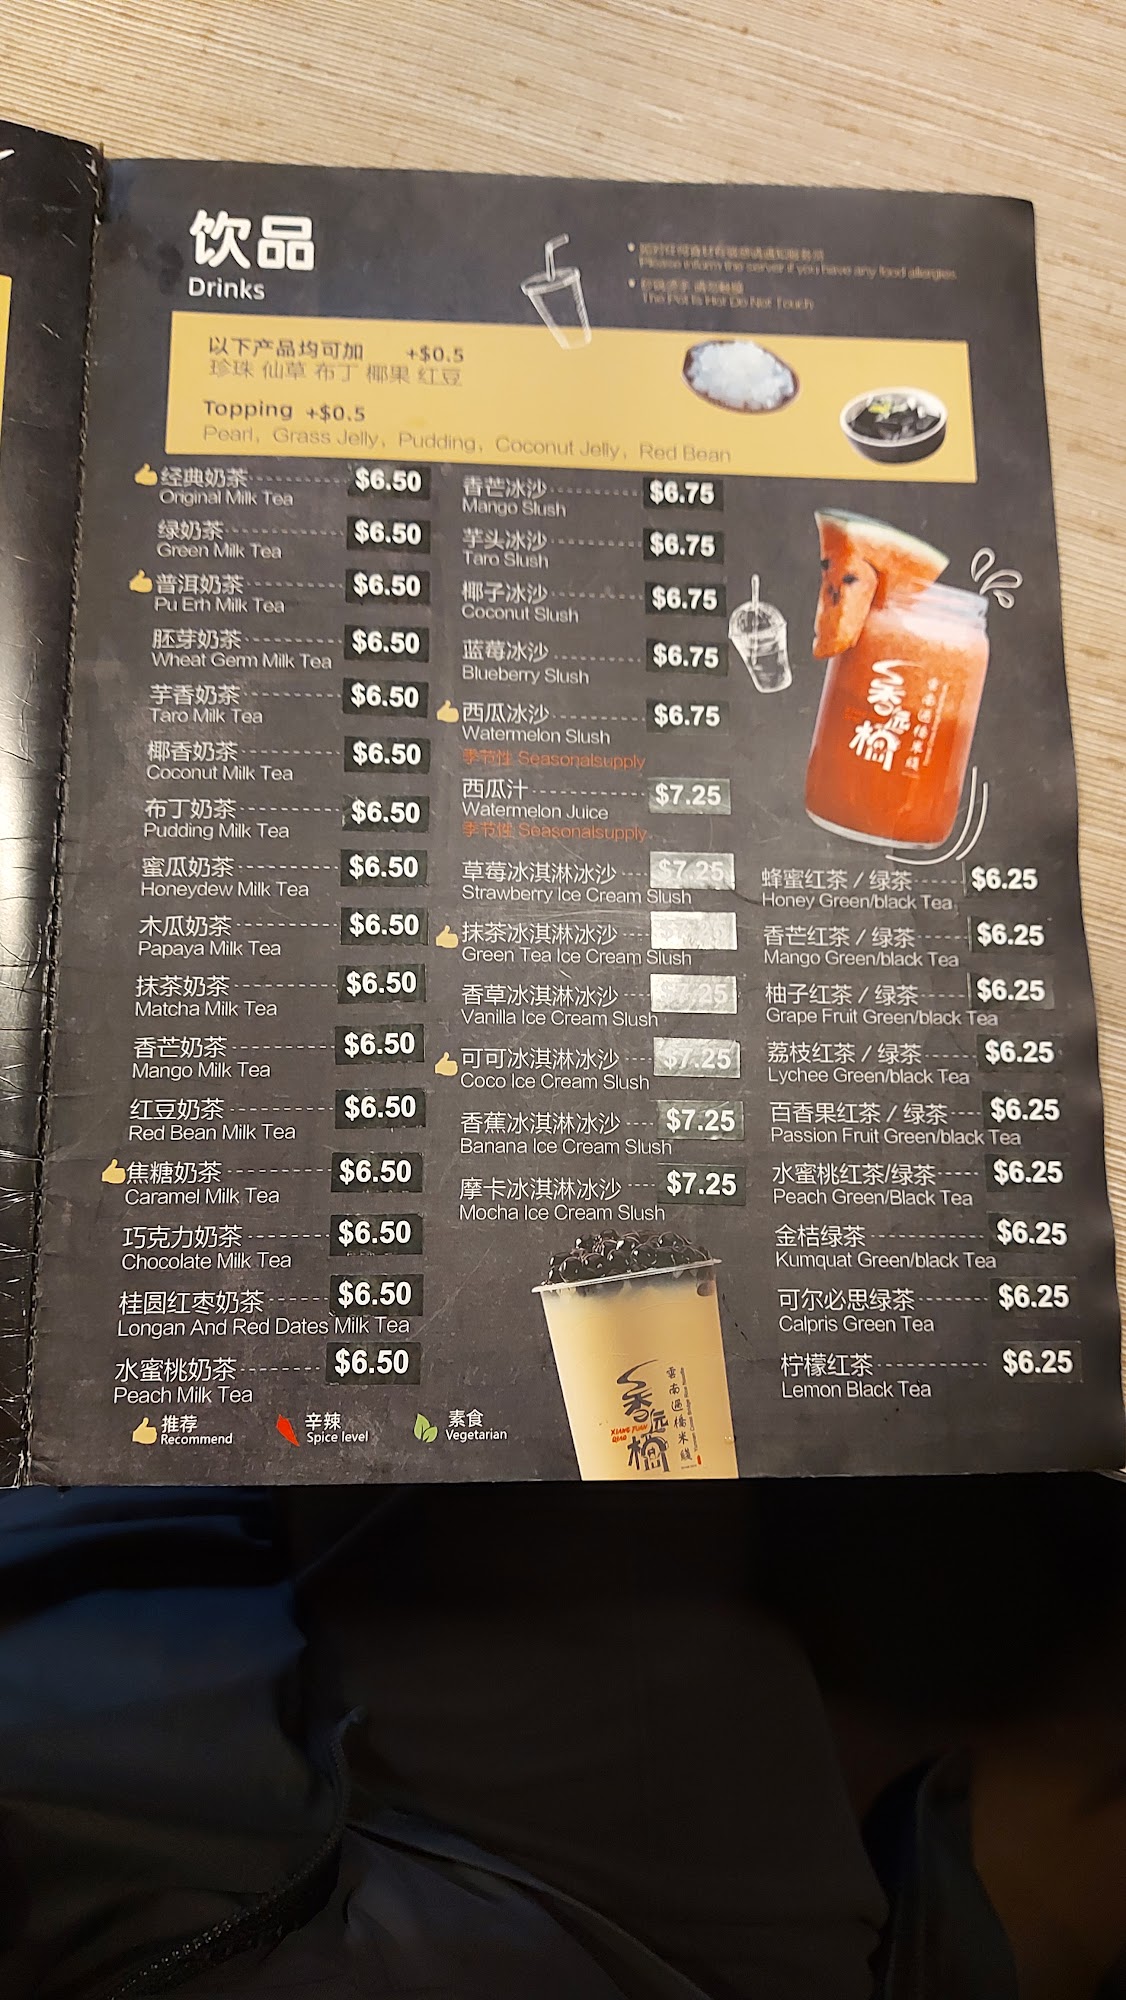 饮品
Drinks
Please inform the server if you have any food allergies
The Pot Is Hot Do Not Touch
以下产品均可加 +$0.5
珍珠 仙草 布丁 椰果 红豆
Topping +$0.5
Pearl, Grass Jelly, Pudding, Coconut Jelly, Red Bean
经典奶茶 $6.50
Original Milk Tea
绿奶茶 $6.50
Green Milk Tea
普洱奶茶 $6.50
Pu Erh Milk Tea
胚芽奶茶 $6.50
Wheat Germ Milk Tea
芋香奶茶 $6.50
Taro Milk Tea
椰香奶茶 $6.50
Coconut Milk Tea
布丁奶茶 $6.50
Pudding Milk Tea
蜜瓜奶茶 $6.50
Honeydew Milk Tea
木瓜奶茶 $6.50
Papaya Milk Tea
抹茶奶茶 $6.50
Matcha Milk Tea
香芒奶茶 $6.50
Mango Milk Tea
红豆奶茶 $6.50
Red Bean Milk Tea
焦糖奶茶 $6.50
Caramel Milk Tea
巧克力奶茶 $6.50
Chocolate Milk Tea
桂圆红枣奶茶 $6.50
Longan And Red Dates Milk Tea
水蜜桃奶茶 $6.50
Peach Milk Tea
推荐
Recommend
辛辣
Spice level
素食
Vegetarian
香芒冰沙 $6.75
Mango Slush
芋头冰沙 $6.75
Taro Slush
椰子冰沙 $6.75
Coconut Slush
蓝莓冰沙 $6.75
Blueberry Slush
西瓜冰沙 $6.75
Watermelon Slush
季节性 Seasonalsupply
西瓜汁 $7.25
Watermelon Juice
季节性 Seasonalsupply
草莓冰淇淋冰沙 $7.25
Strawberry Ice Cream Slush
抹茶冰淇淋冰沙
Green Tea Ice Cream Slush
香草冰淇淋冰沙 $7.25
Vanilla Ice Cream Slush
可可冰淇淋冰沙 $7.25
Coco Ice Cream Slush
香蕉冰淇淋冰沙 $7.25
Banana Ice Cream Slush
摩卡冰淇淋冰沙 $7.25
Mocha Ice Cream Slush
香远桥
雲南過橋米綫
XIANG YUAN QIAO
香远桥
雲南過橋米綫
蜂蜜红茶 / 绿茶 $6.25
Honey Green/black Tea
香芒红茶 / 绿茶 $6.25
Mango Green/black Tea
柚子红茶 / 绿茶 $6.25
Grape Fruit Green/black Tea
荔枝红茶 / 绿茶 $6.25
Lychee Green/black Tea
百香果红茶 / 绿茶 $6.25
Passion Fruit Green/black Tea
水蜜桃红茶/绿茶 $6.25
Peach Green/Black Tea
金桔绿茶 $6.25
Kumquat Green/black Tea
可尔必思绿茶 $6.25
Calpris Green Tea
柠檬红茶 $6.25
Lemon Black Tea